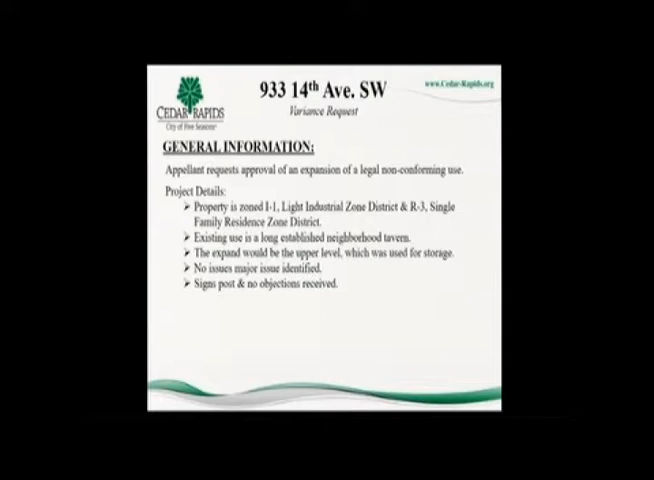 CEDAR RAPIDS
City of Five Seasons
933 14th Ave. SW
Variance Request
www.Cedar-Rapids.org
GENERAL INFORMATION:
Appellant requests approval of an expansion of a legal non-conforming use.
Project Details:
➢ Property is zoned I-1, Light Industrial Zone District & R-3, Single
Family Residence Zone District.
➢ Existing use is a long established neighborhood tavern.
➢ The expand would be the upper level, which was used for storage.
➢ No issues major issue identified.
➢ Signs post & no objections received.